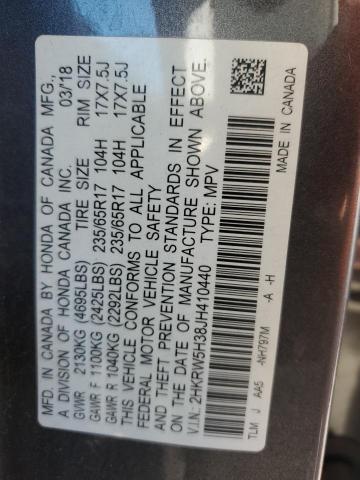 MFD. IN CANADA BY HONDA OF CANADA MFG.,
A DIVISION OF HONDA CANADA INC. 03/18
GVWR 2130KG (4695LBS) TIRE SIZE RIM SIZE
GAWR F 1100KG (2425LBS) 235/65R17 104H 17X7.5J
GAWR R 1040KG (2292LBS) 235/65R17 104H 17X7.5J
THIS VEHICLE CONFORMS TO ALL APPLICABLE
FEDERAL MOTOR VEHICLE SAFETY
AND THEFT PREVENTION STANDARDS IN EFFECT
ON THE DATE OF MANUFACTURE SHOWN ABOVE.
V.I.N.: 2HKRW5H38JH410440 TYPE: MPV
TLM J AA5 -NH797M -A -H MADE IN CANADA